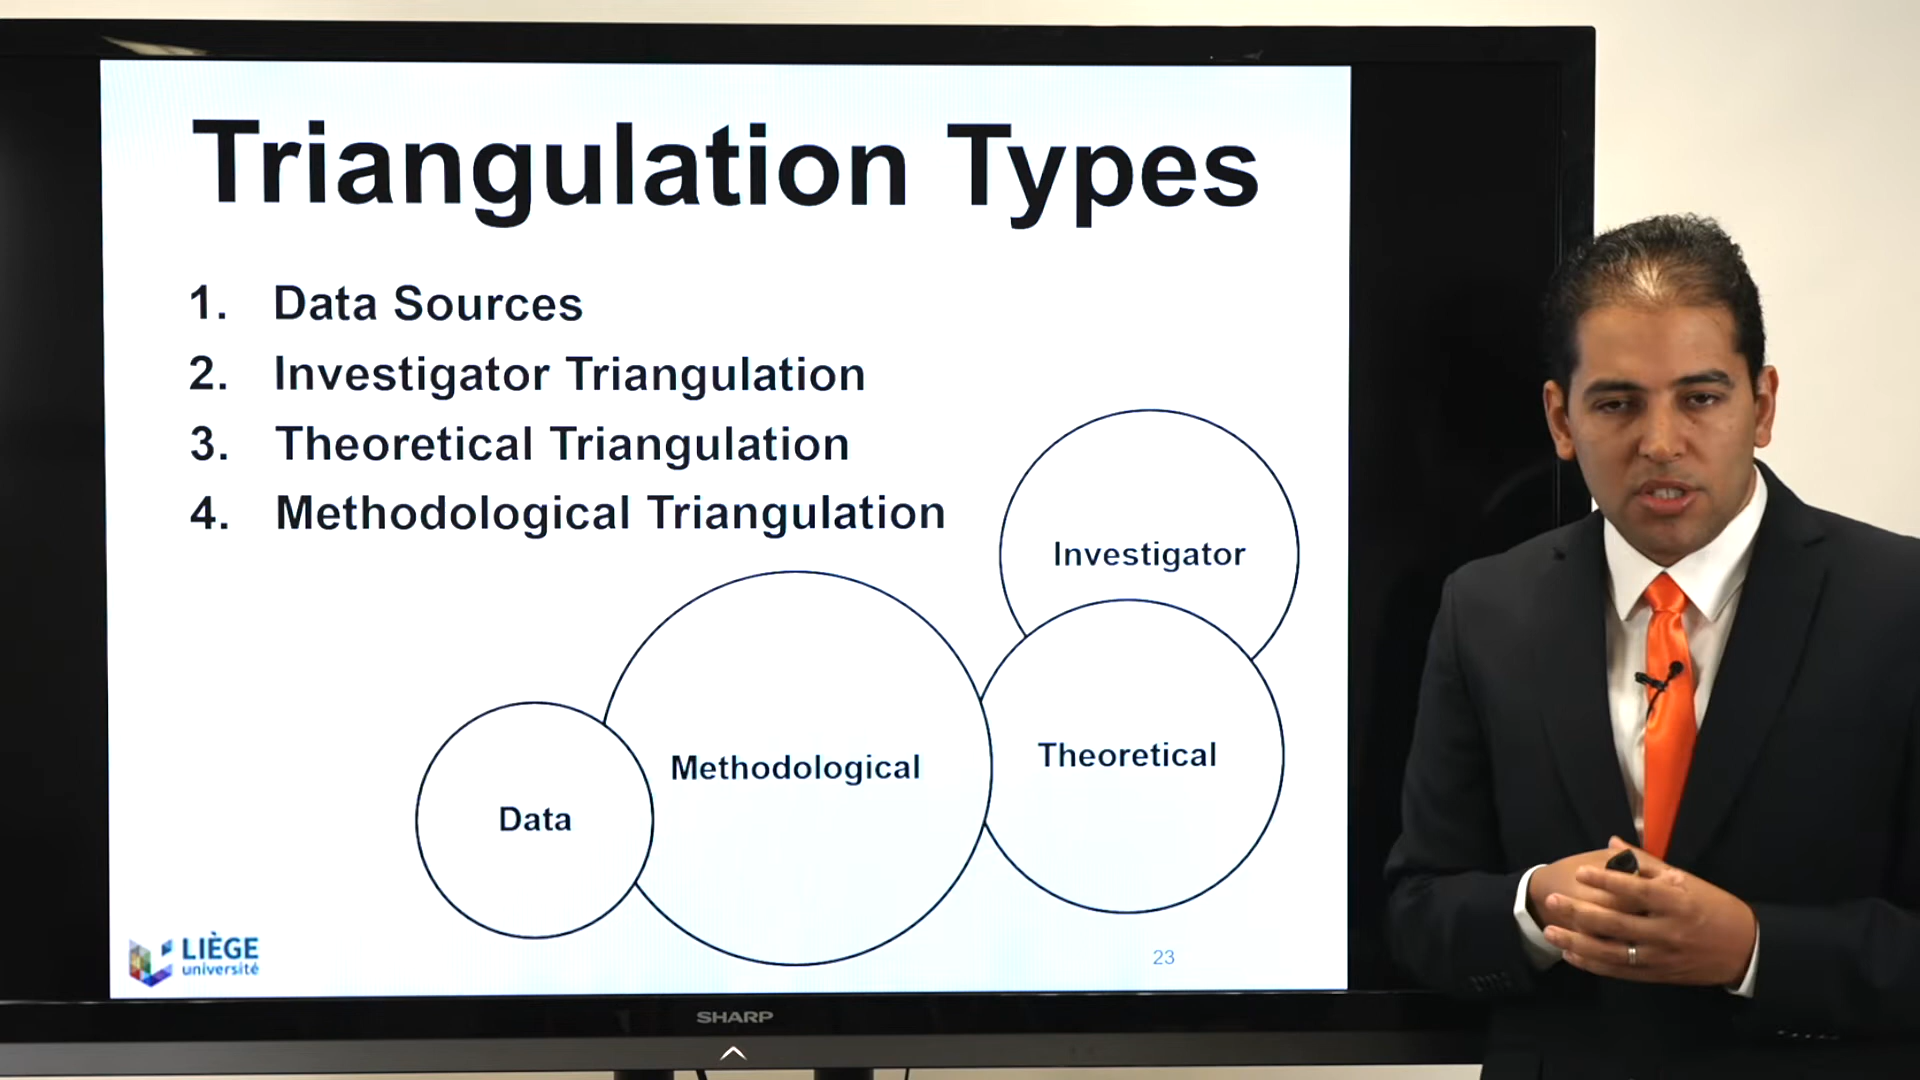 Triangulation Types
1. Data Sources
2. Investigator Triangulation
3. Theoretical Triangulation
4. Methodological Triangulation
Investigator
Theoretical
Methodological
Data
LIÈGE
université
23
SHARP